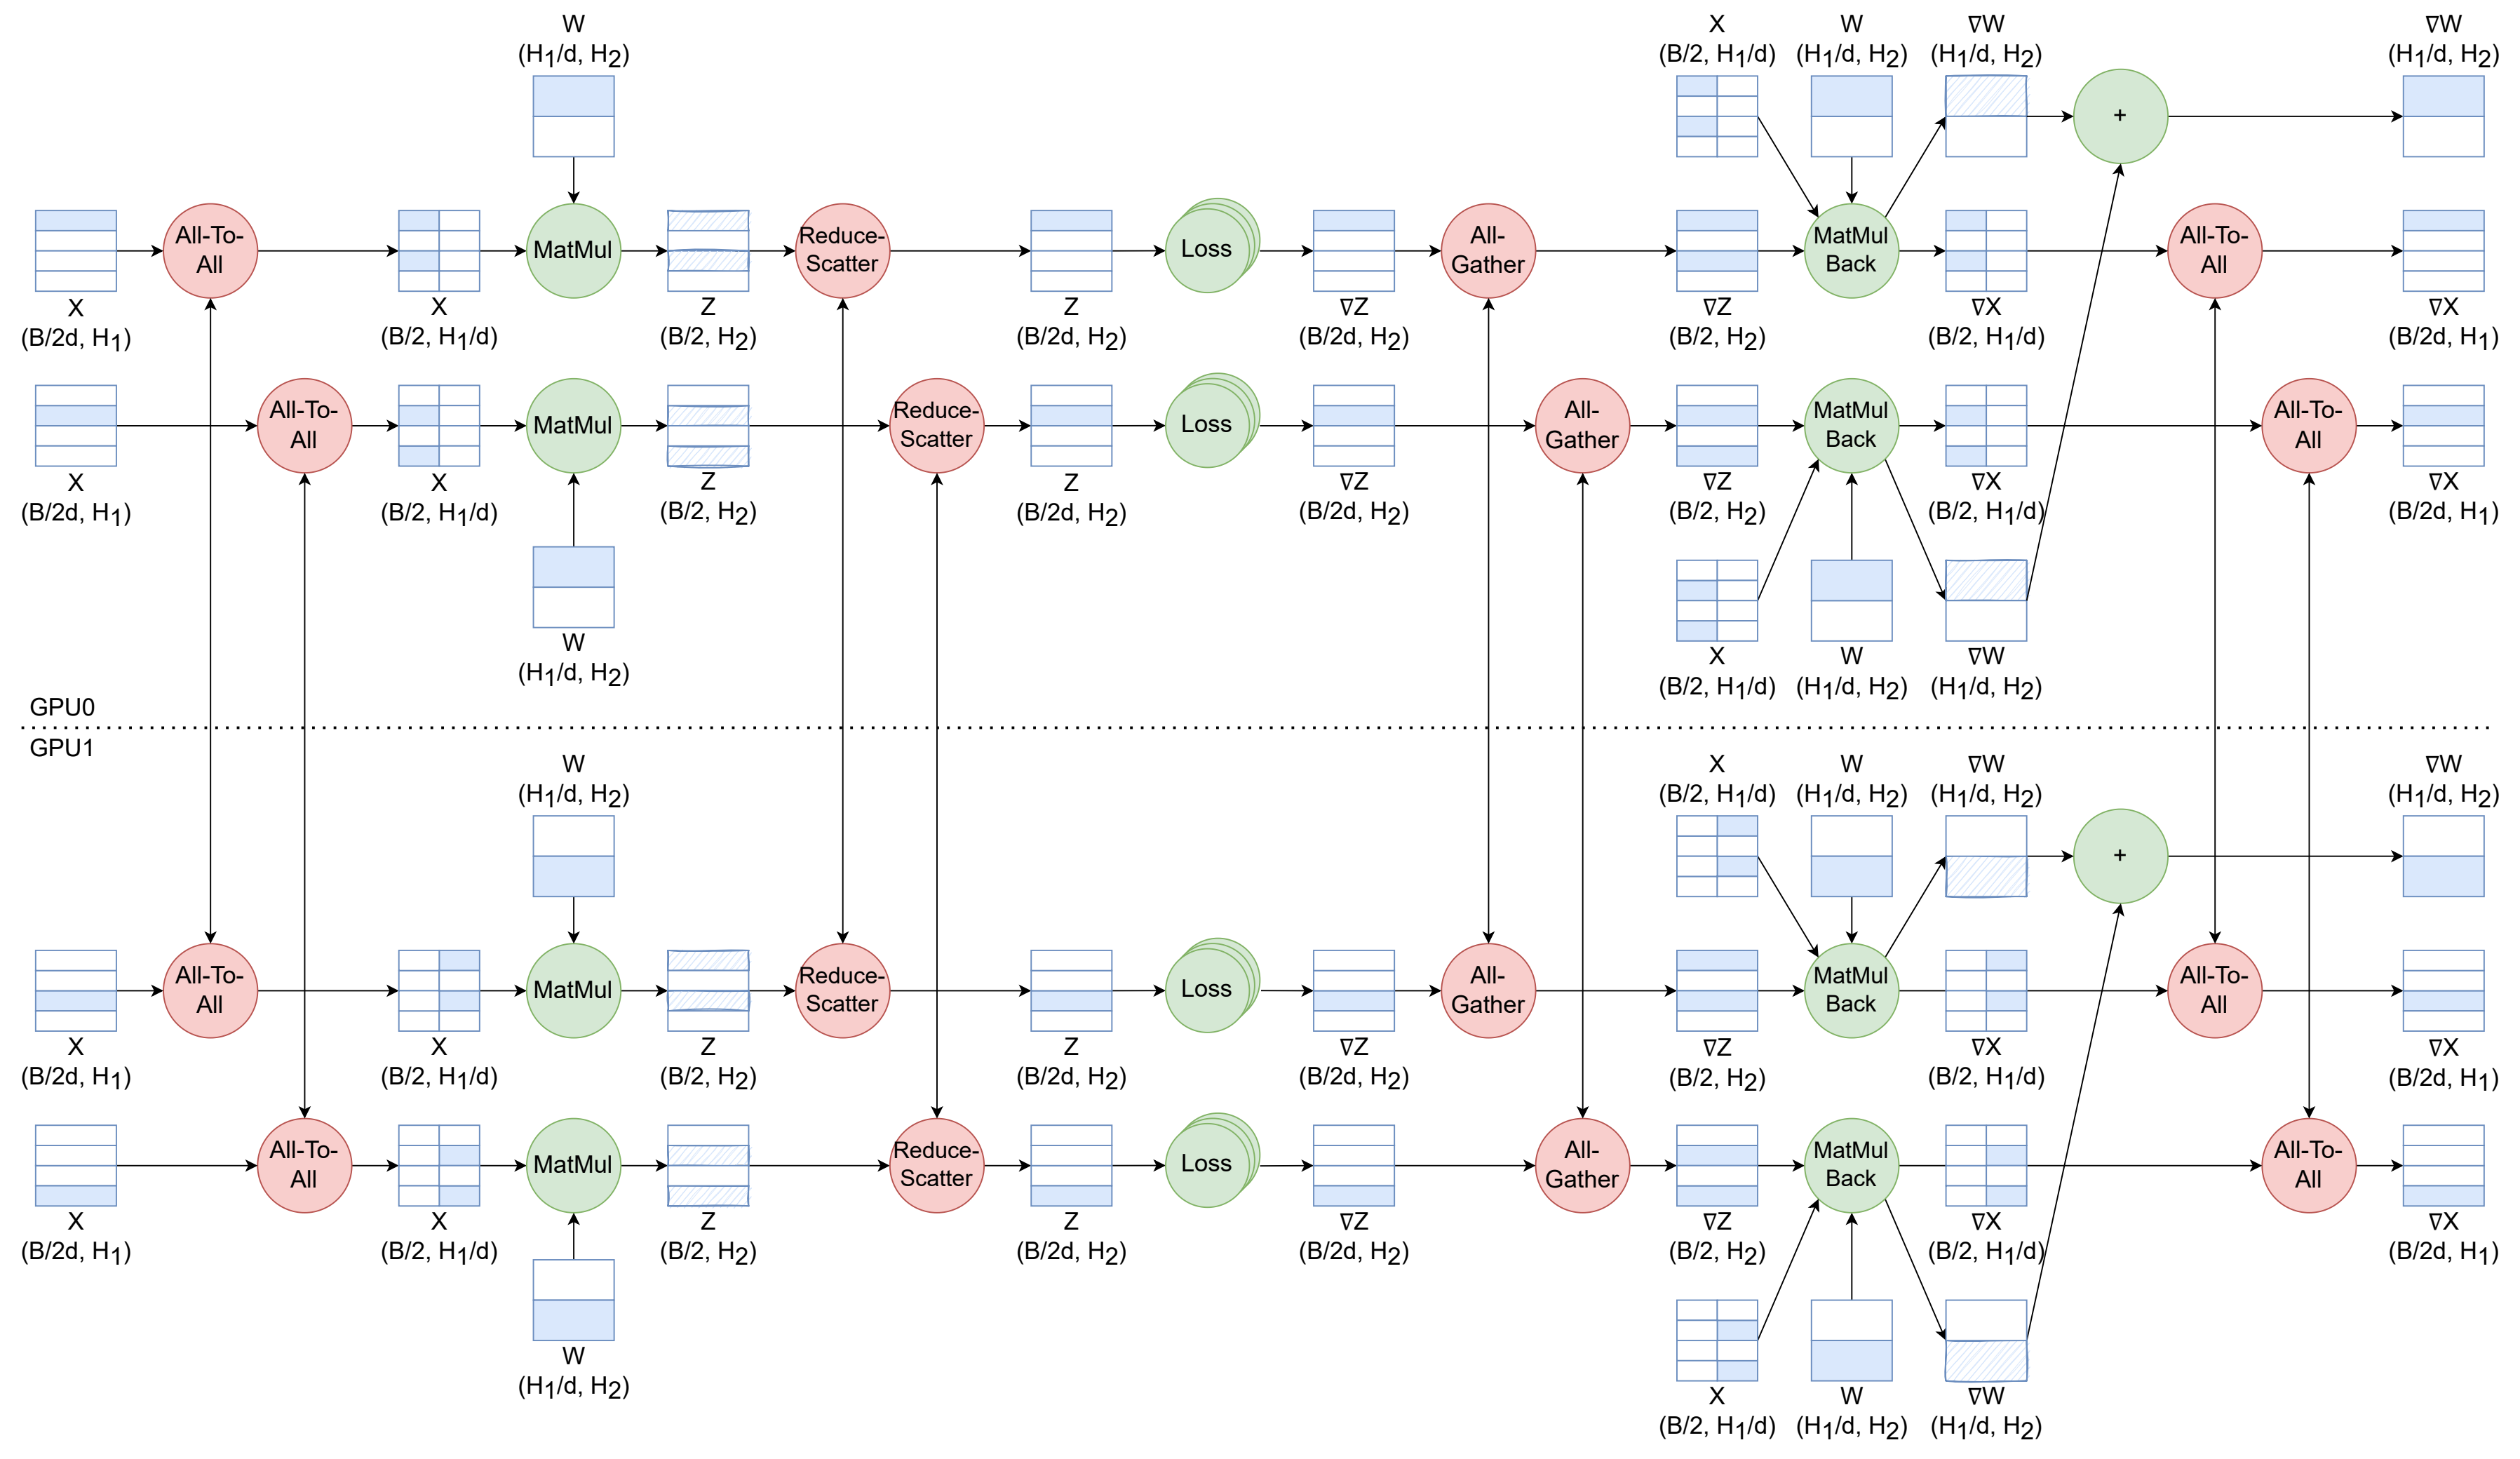 W
(H1/d, H2)
X
(B/2, H1/d)
W
(H1/d, H2)
∇W
(H1/d, H2)
∇W
(H1/d, H2)
+
All-To-
All
MatMul
Reduce-
Scatter
Loss
All-
Gather
MatMul
Back
All-To-
All
X
(B/2d, H1)
X
(B/2, H1/d)
Z
(B/2, H2)
Z
(B/2d, H2)
∇Z
(B/2d, H2)
∇Z
(B/2, H2)
∇X
(B/2, H1/d)
∇X
(B/2d, H1)
All-To-
All
MatMul
Reduce-
Scatter
Loss
All-
Gather
MatMul
Back
All-To-
All
X
(B/2d, H1)
X
(B/2, H1/d)
Z
(B/2, H2)
Z
(B/2d, H2)
∇Z
(B/2d, H2)
∇Z
(B/2, H2)
∇X
(B/2, H1/d)
∇X
(B/2d, H1)
W
(H1/d, H2)
X
(B/2, H1/d)
W
(H1/d, H2)
∇W
(H1/d, H2)
GPU0
GPU1
W
(H1/d, H2)
X
(B/2, H1/d)
W
(H1/d, H2)
∇W
(H1/d, H2)
∇W
(H1/d, H2)
+
All-To-
All
MatMul
Reduce-
Scatter
Loss
All-
Gather
MatMul
Back
All-To-
All
X
(B/2d, H1)
X
(B/2, H1/d)
Z
(B/2, H2)
Z
(B/2d, H2)
∇Z
(B/2d, H2)
∇Z
(B/2, H2)
∇X
(B/2, H1/d)
∇X
(B/2d, H1)
All-To-
All
MatMul
Reduce-
Scatter
Loss
All-
Gather
MatMul
Back
All-To-
All
X
(B/2d, H1)
X
(B/2, H1/d)
Z
(B/2, H2)
Z
(B/2d, H2)
∇Z
(B/2d, H2)
∇Z
(B/2, H2)
∇X
(B/2, H1/d)
∇X
(B/2d, H1)
W
(H1/d, H2)
X
(B/2, H1/d)
W
(H1/d, H2)
∇W
(H1/d, H2)